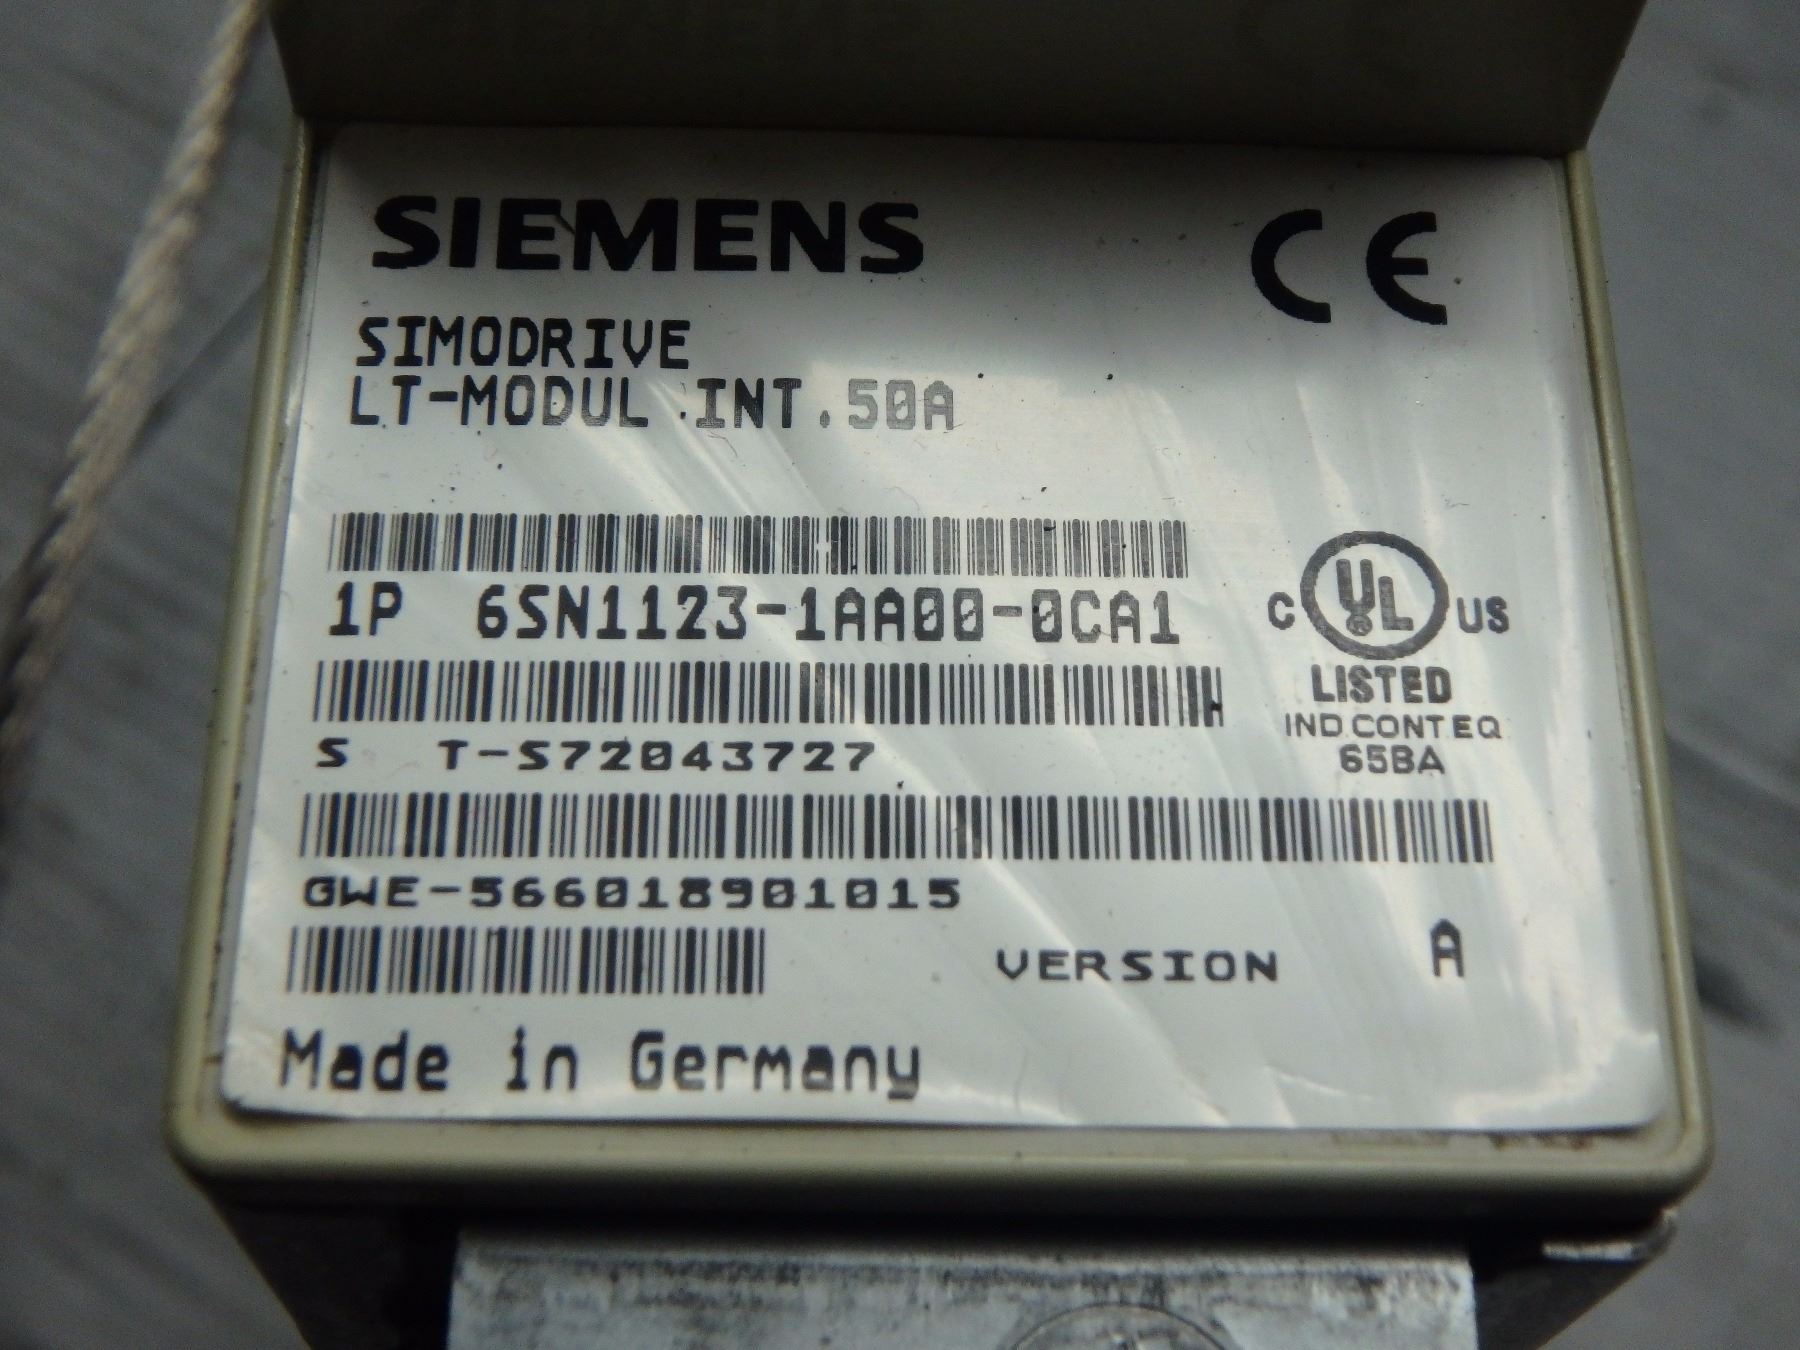 SIEMENS CE
SIMODRIVE
LT-MODUL INT.50A
1P 6SN1123-1AA00-0CA1
C UL® US
LISTED
IND.CONT.EQ
65BA
S T-S72043727
GWE-566018901015
VERSION A
Made in Germany